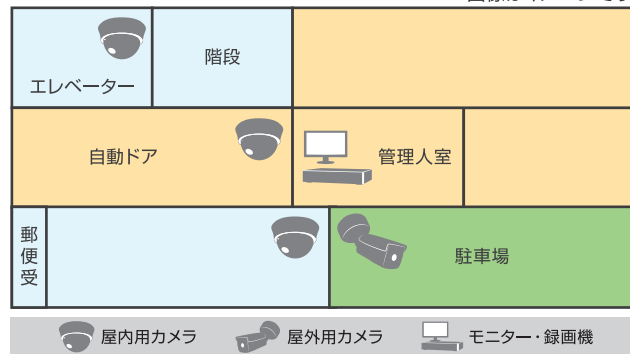 エレベーター
階段
自動ドア
管理人室
郵便受
駐車場
屋内用カメラ
屋外用カメラ
モニター・録画機